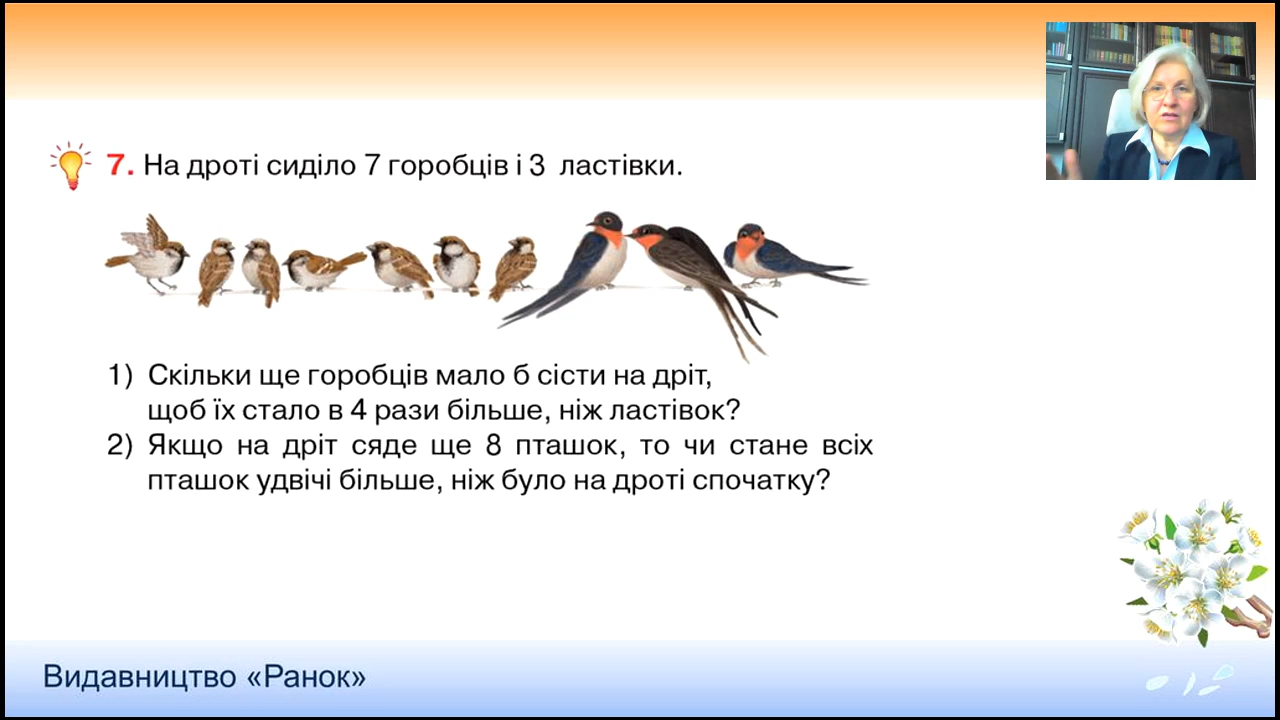 7. На дроті сиділо 7 горобців і 3 ластівки.
1) Скільки ще горобців мало б сісти на дріт,
щоб їх стало в 4 рази більше, ніж ластівок?
2) Якщо на дріт сяде ще 8 пташок, то чи стане всіх
пташок удвічі більше, ніж було на дроті спочатку?
Видавництво «Ранок»